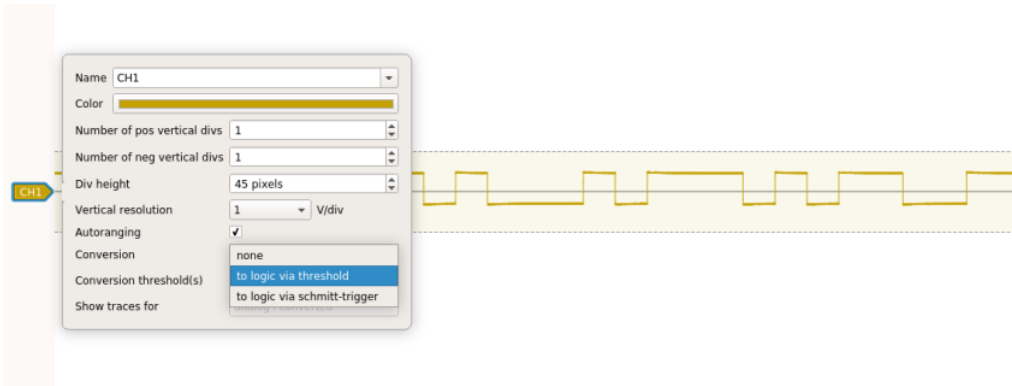 Name CH1
Color
Number of pos vertical divs 1
Number of neg vertical divs 1
Div height 45 pixels
Vertical resolution 1 V/div
Autoranging
Conversion
none
to logic via threshold
Conversion threshold(s)
to logic via schmitt-trigger
Show traces for
CH1